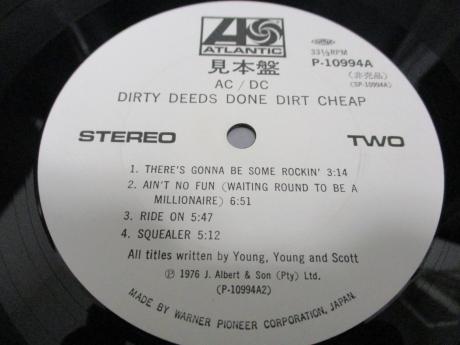 ATLANTIC
33⅓RPM
P-10994A
見本盤
(非売品)
(SP-10994A)
AC / DC
DIRTY DEEDS DONE DIRT CHEAP
STEREO TWO
1. THERE'S GONNA BE SOME ROCKIN' 3:14
2. AIN'T NO FUN (WAITING ROUND TO BE A
MILLIONAIRE) 6:51
3. RIDE ON 5:47
4. SQUEALER 5:12
All titles written by Young, Young and Scott
Ⓟ 1976 J. Albert & Son (Pty) Ltd.
(P-10994A2)
MADE BY WARNER PIONEER CORPORATION, JAPAN.